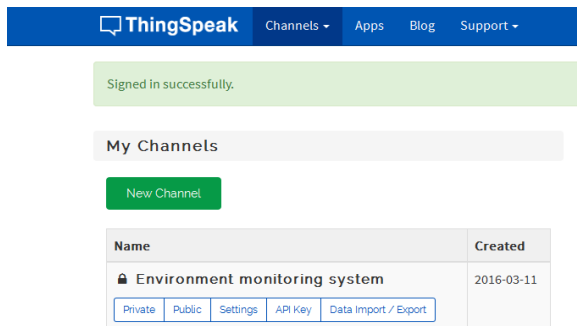 ThingSpeak Channels Apps Blog Support
Signed in successfully.
My Channels
New Channel
Name Created
Environment monitoring system 2016-03-11
Private Public Settings API Key Data Import / Export